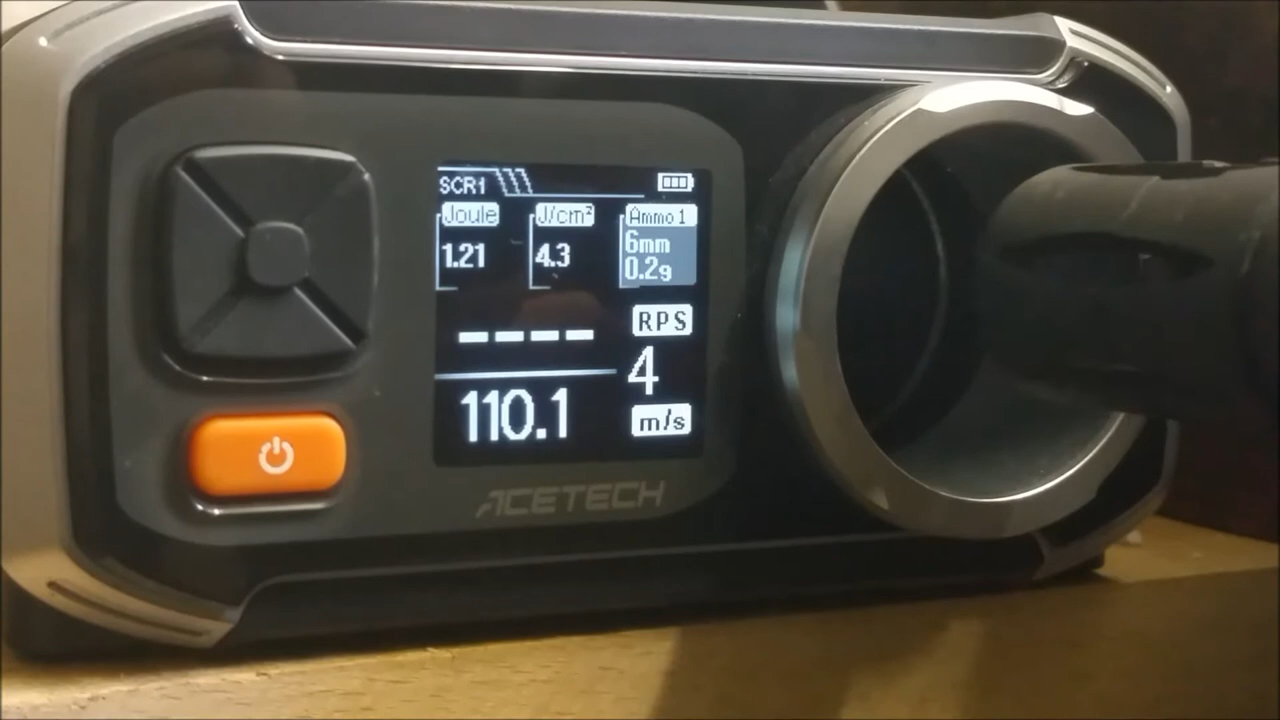 SCR1
Joule J/cm² Ammo 1
1.21 4.3 6mm
0.2g
---- RPS
4
110.1 m/s
ACETECH